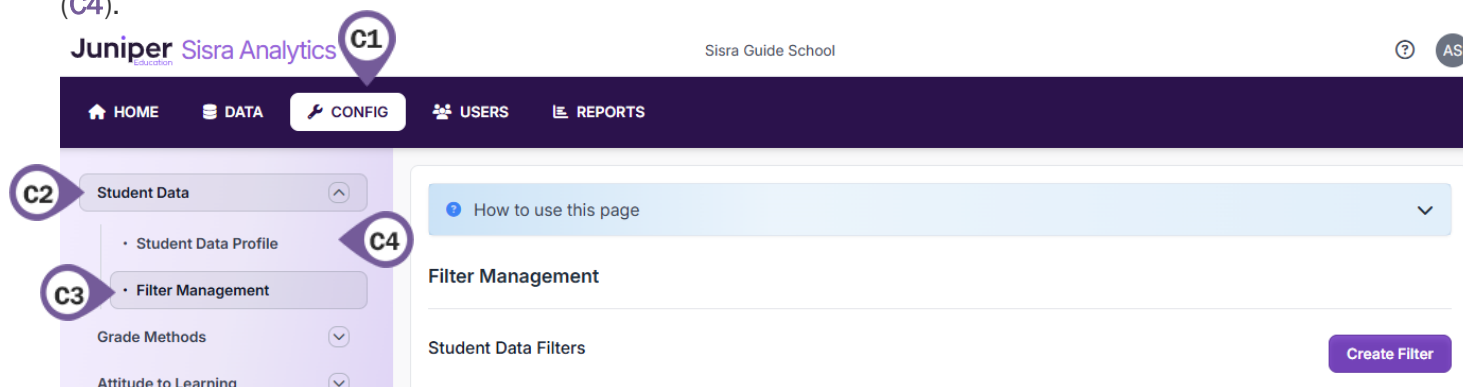 (C4).
Juniper Education Sisra Analytics C1 Sisra Guide School ? AS
HOME DATA CONFIG USERS REPORTS
C2 Student Data
? How to use this page
· Student Data Profile C4
Filter Management
C3 · Filter Management
Grade Methods
Student Data Filters Create Filter
Attitude to Learning